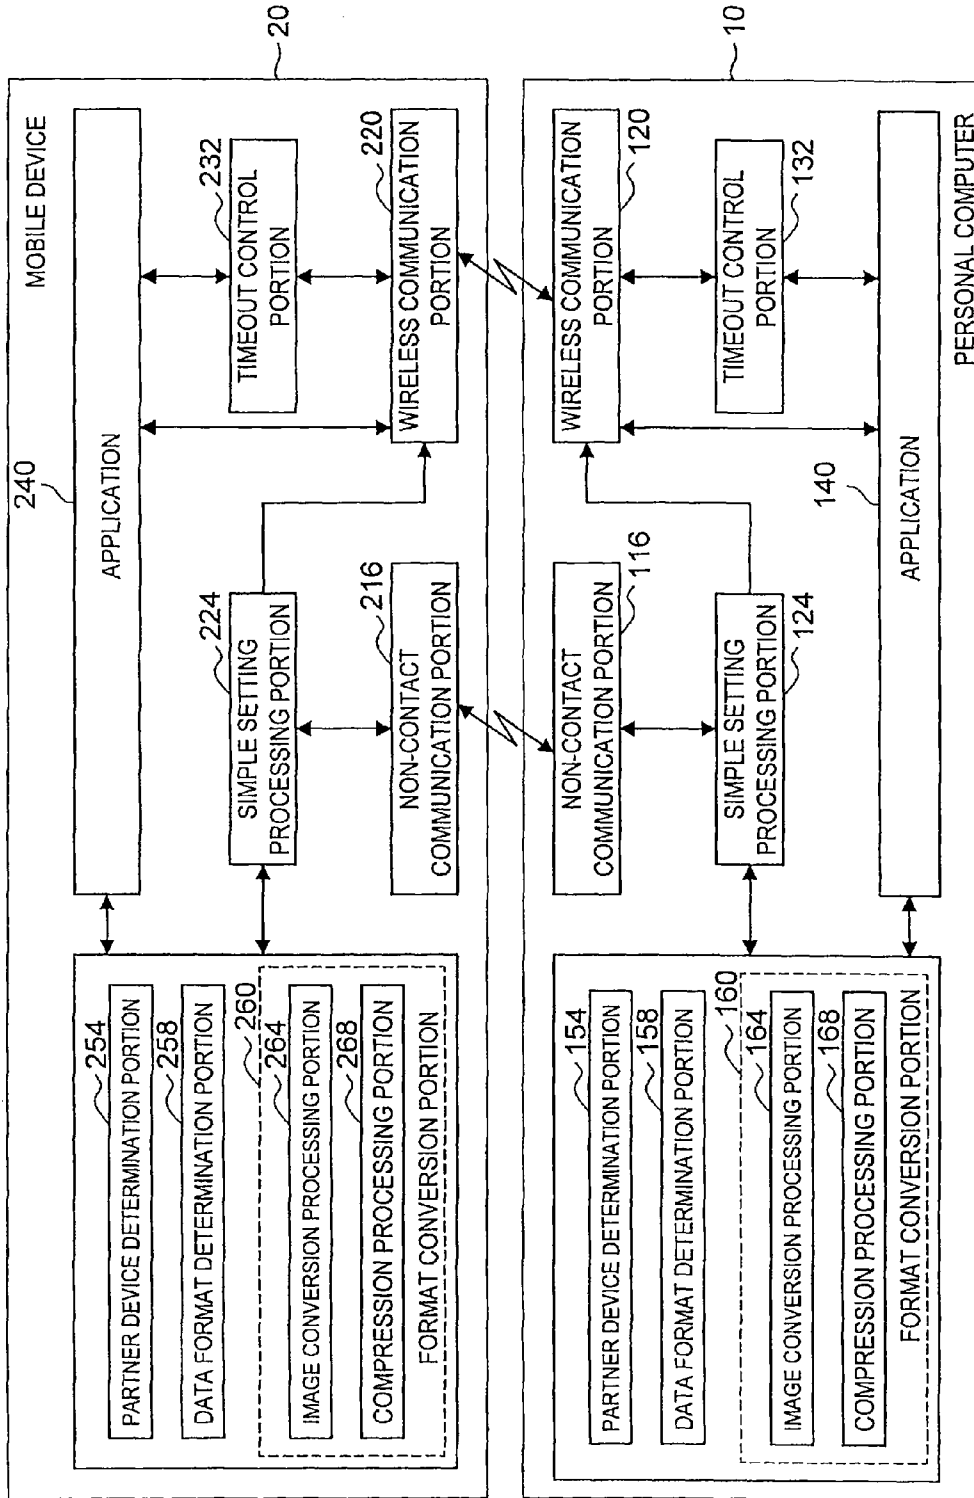 MOBILE DEVICE
20
240
APPLICATION
254
PARTNER DEVICE DETERMINATION PORTION
258
DATA FORMAT DETERMINATION PORTION
260
264
IMAGE CONVERSION PROCESSING PORTION
268
COMPRESSION PROCESSING PORTION
FORMAT CONVERSION PORTION
224
SIMPLE SETTING
PROCESSING PORTION
232
TIMEOUT CONTROL
PORTION
216
NON-CONTACT
COMMUNICATION PORTION
220
WIRELESS COMMUNICATION
PORTION
10
116
NON-CONTACT
COMMUNICATION PORTION
120
WIRELESS COMMUNICATION
PORTION
154
PARTNER DEVICE DETERMINATION PORTION
158
DATA FORMAT DETERMINATION PORTION
160
164
IMAGE CONVERSION PROCESSING PORTION
168
COMPRESSION PROCESSING PORTION
FORMAT CONVERSION PORTION
124
SIMPLE SETTING
PROCESSING PORTION
132
TIMEOUT CONTROL
PORTION
140
APPLICATION
PERSONAL COMPUTER